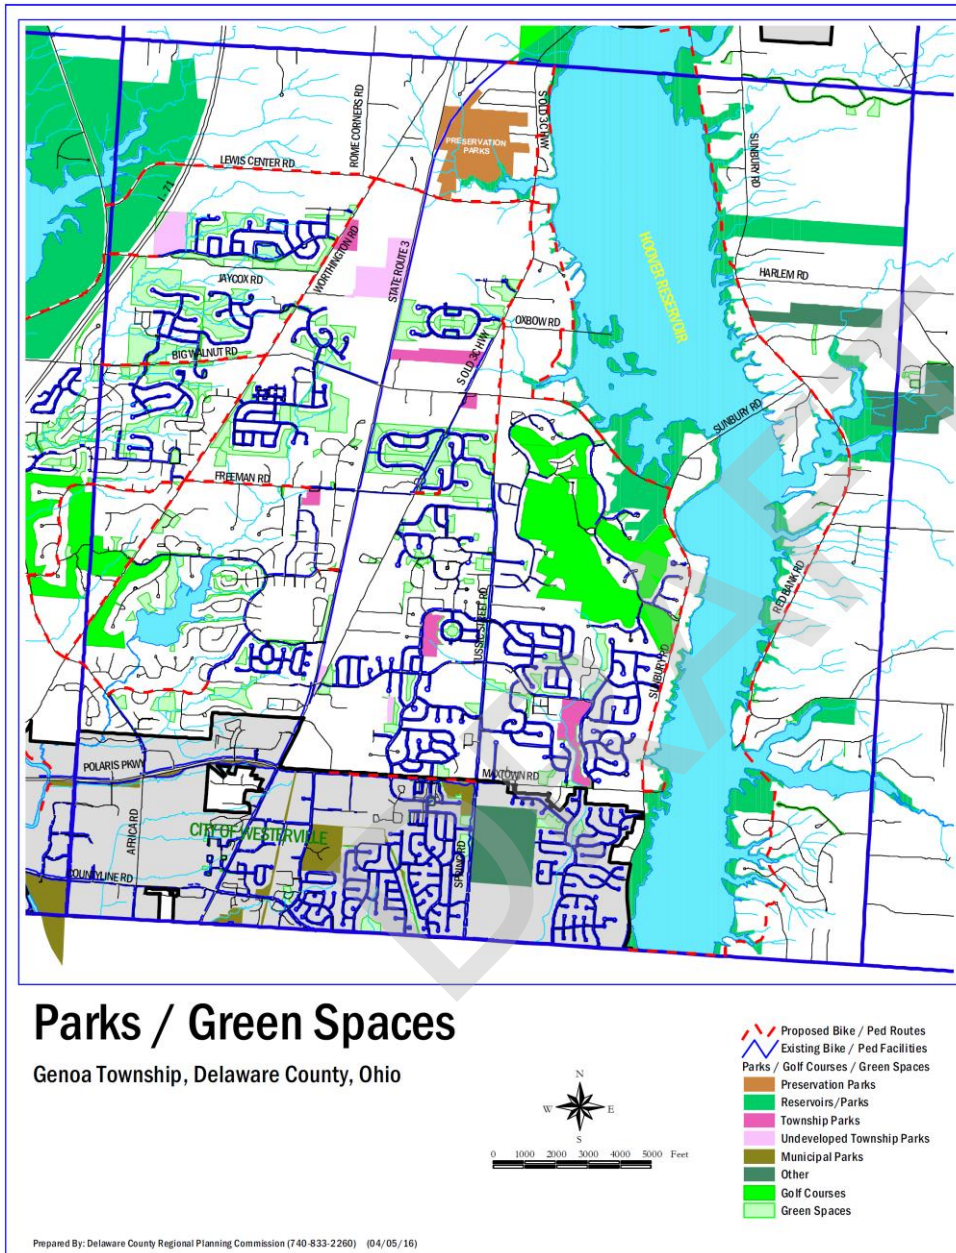 ROME CORNERS RD
S OLD 3C HWY
PRESERVATION
PARKS
SUNBURY RD
LEWIS CENTER RD
I - 71
WORTHINGTON RD
STATE ROUTE 3
HOOVER RESERVIOR
HARLEM RD
JAYCOX RD
OXBOW RD
BIG WALNUT RD
S OLD 3C HWY
SUNBURY RD
FREEMAN RD
RED BANK RD
TUSSIC STREET RD
SUNBURY RD
POLARIS PKWY
MAXTOWN RD
AFRICA RD
CITY OF WESTERVILLE
SPRING RD
COUNTYLINE RD
DRAFT
Parks / Green Spaces
Genoa Township, Delaware County, Ohio
N
W E
S
0 1000 2000 3000 4000 5000 Feet
Proposed Bike / Ped Routes
Existing Bike / Ped Facilities
Parks / Golf Courses / Green Spaces
Preservation Parks
Reservoirs/Parks
Township Parks
Undeveloped Township Parks
Municipal Parks
Other
Golf Courses
Green Spaces
Prepared By: Delaware County Regional Planning Commission (740-833-2260) (04/05/16)